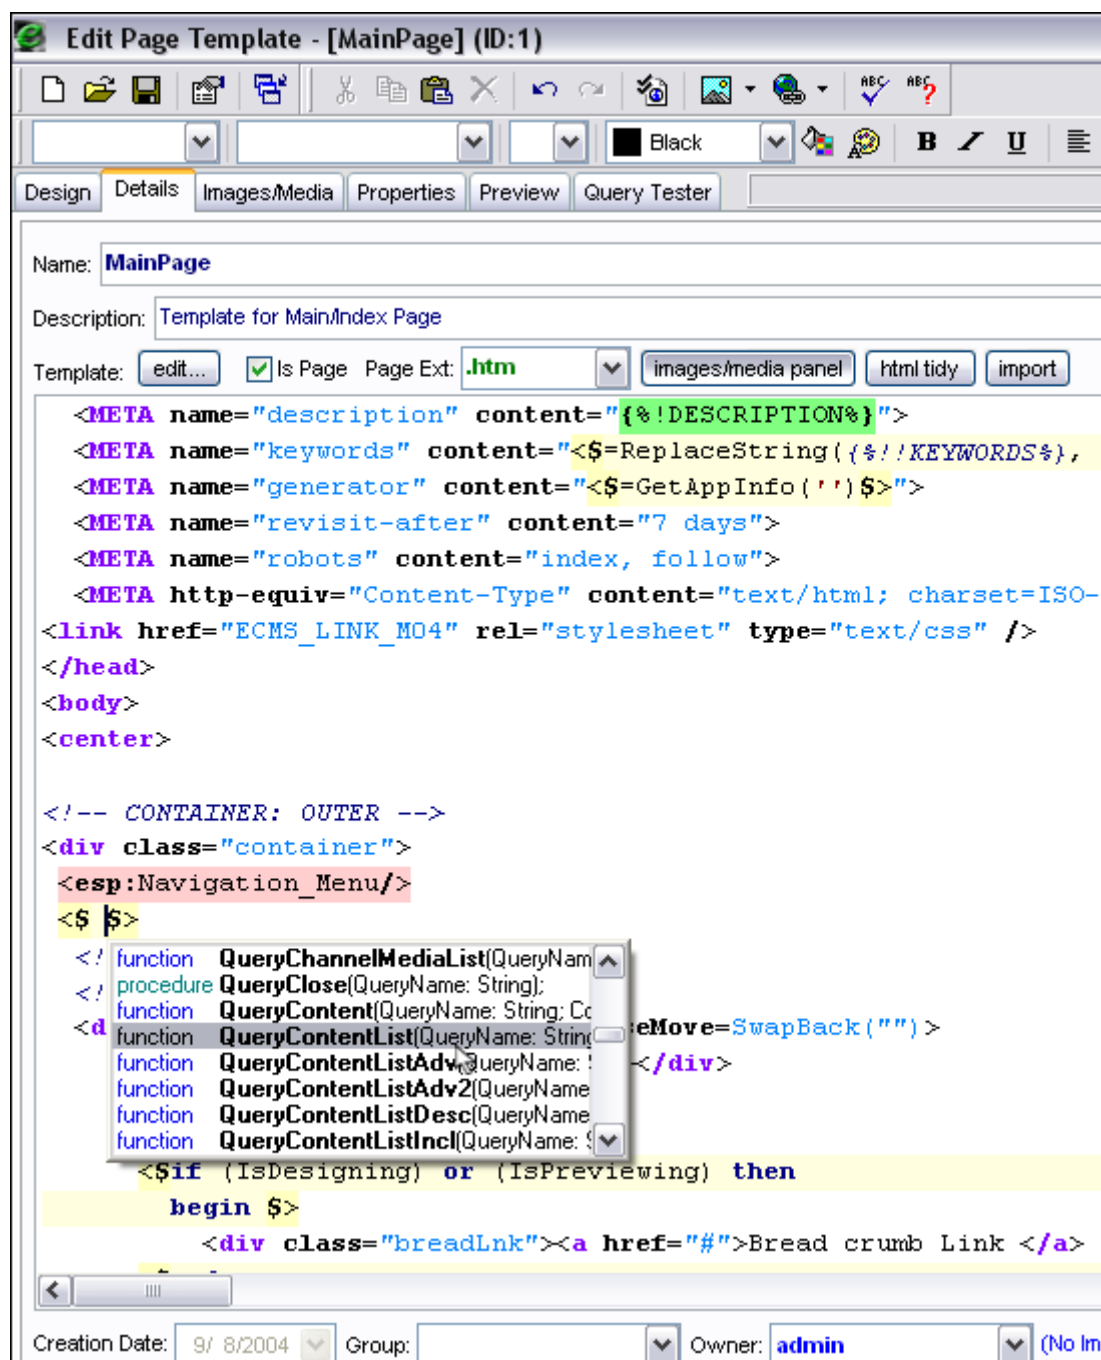 Edit Page Template - [MainPage] (ID:1)
ABC ABC
Black B U
Design Details Images/Media Properties Preview Query Tester
Name: MainPage
Description: Template for Main/Index Page
Template: edit... Is Page Page Ext: .htm images/media panel html tidy import
<META name="description" content="{%!DESCRIPTION%}">
<META name="keywords" content="<$=ReplaceString({%!!KEYWORDS%},
<META name="generator" content="<$=GetAppInfo('')$>">
<META name="revisit-after" content="7 days">
<META name="robots" content="index, follow">
<META http-equiv="Content-Type" content="text/html; charset=ISO-
<link href="ECMS_LINK_M04" rel="stylesheet" type="text/css" />
</head>
<body>
<center>
<!-- CONTAINER: OUTER -->
<div class="container">
<esp:Navigation_Menu/>
<$ $>
<! function QueryChannelMediaList(QueryNam
procedure QueryClose(QueryName: String);
<! function QueryContent(QueryName: String; Co
<d function QueryContentList(QueryName: String eMove=SwapBack("")>
function QueryContentListAdv(QueryName: S </div>
function QueryContentListAdv2(QueryName
function QueryContentListDesc(QueryName
function QueryContentListIncl(QueryName: S
<$if (IsDesigning) or (IsPreviewing) then
begin $>
<div class="breadLnk"><a href="#">Bread crumb Link </a>
Creation Date: 9/ 8/2004 Group: Owner: admin (No Im